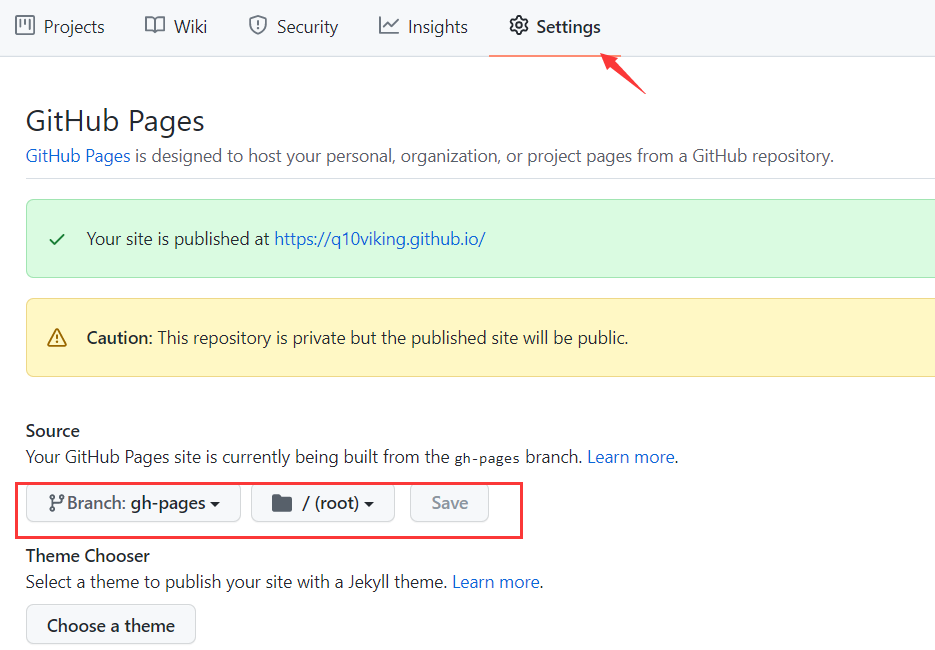 Projects Wiki Security Insights Settings
GitHub Pages
GitHub Pages is designed to host your personal, organization, or project pages from a GitHub repository.
Your site is published at https://q10viking.github.io/
Caution: This repository is private but the published site will be public.
Source
Your GitHub Pages site is currently being built from the gh-pages branch. Learn more.
Branch: gh-pages / (root) Save
Theme Chooser
Select a theme to publish your site with a Jekyll theme. Learn more.
Choose a theme